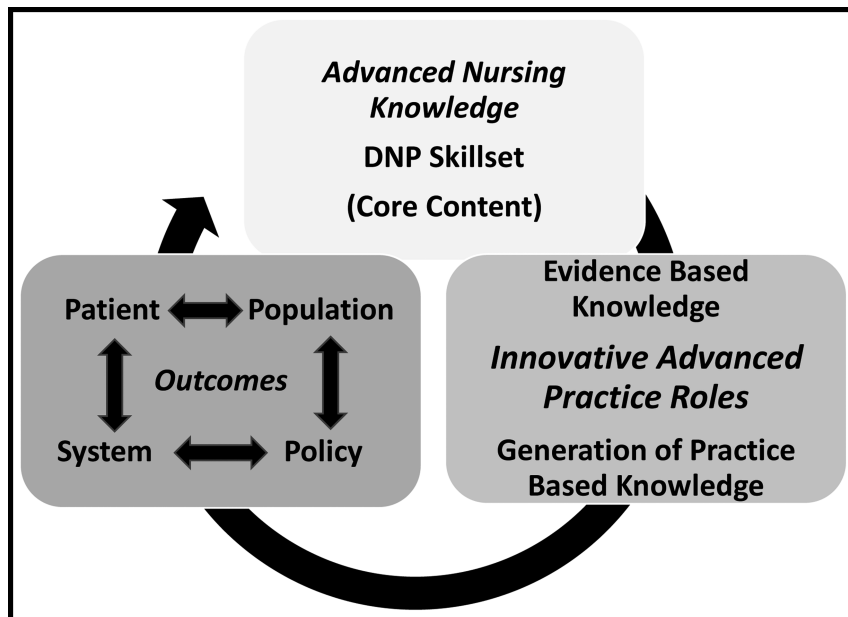 Advanced Nursing
Knowledge
DNP Skillset
(Core Content)
Patient Population
Outcomes
System Policy
Evidence Based
Knowledge
Innovative Advanced
Practice Roles
Generation of Practice
Based Knowledge